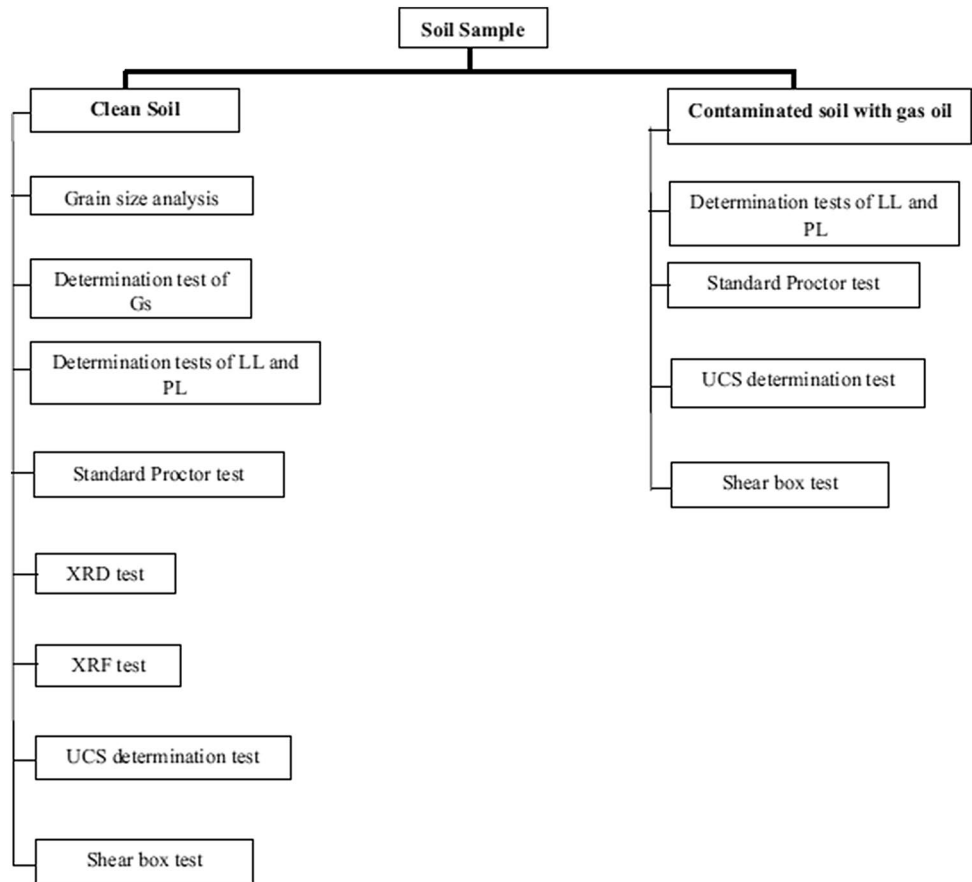 Soil Sample
Clean Soil
Grain size analysis
Determination test of
Gs
Determination tests of LL and
PL
Standard Proctor test
XRD test
XRF test
UCS determination test
Shear box test
Contaminated soil with gas oil
Determination tests of LL and
PL
Standard Proctor test
UCS determination test
Shear box test